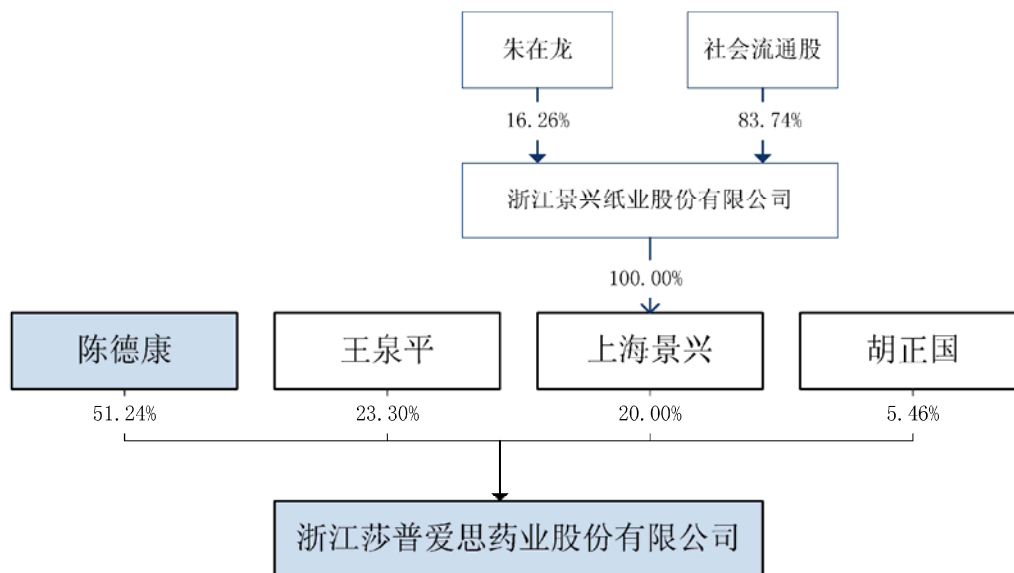 朱在龙
社会流通股
16.26%
83.74%
浙江景兴纸业股份有限公司
100.00%
陈德康
王泉平
上海景兴
胡正国
51.24%
23.30%
20.00%
5.46%
浙江莎普爱思药业股份有限公司